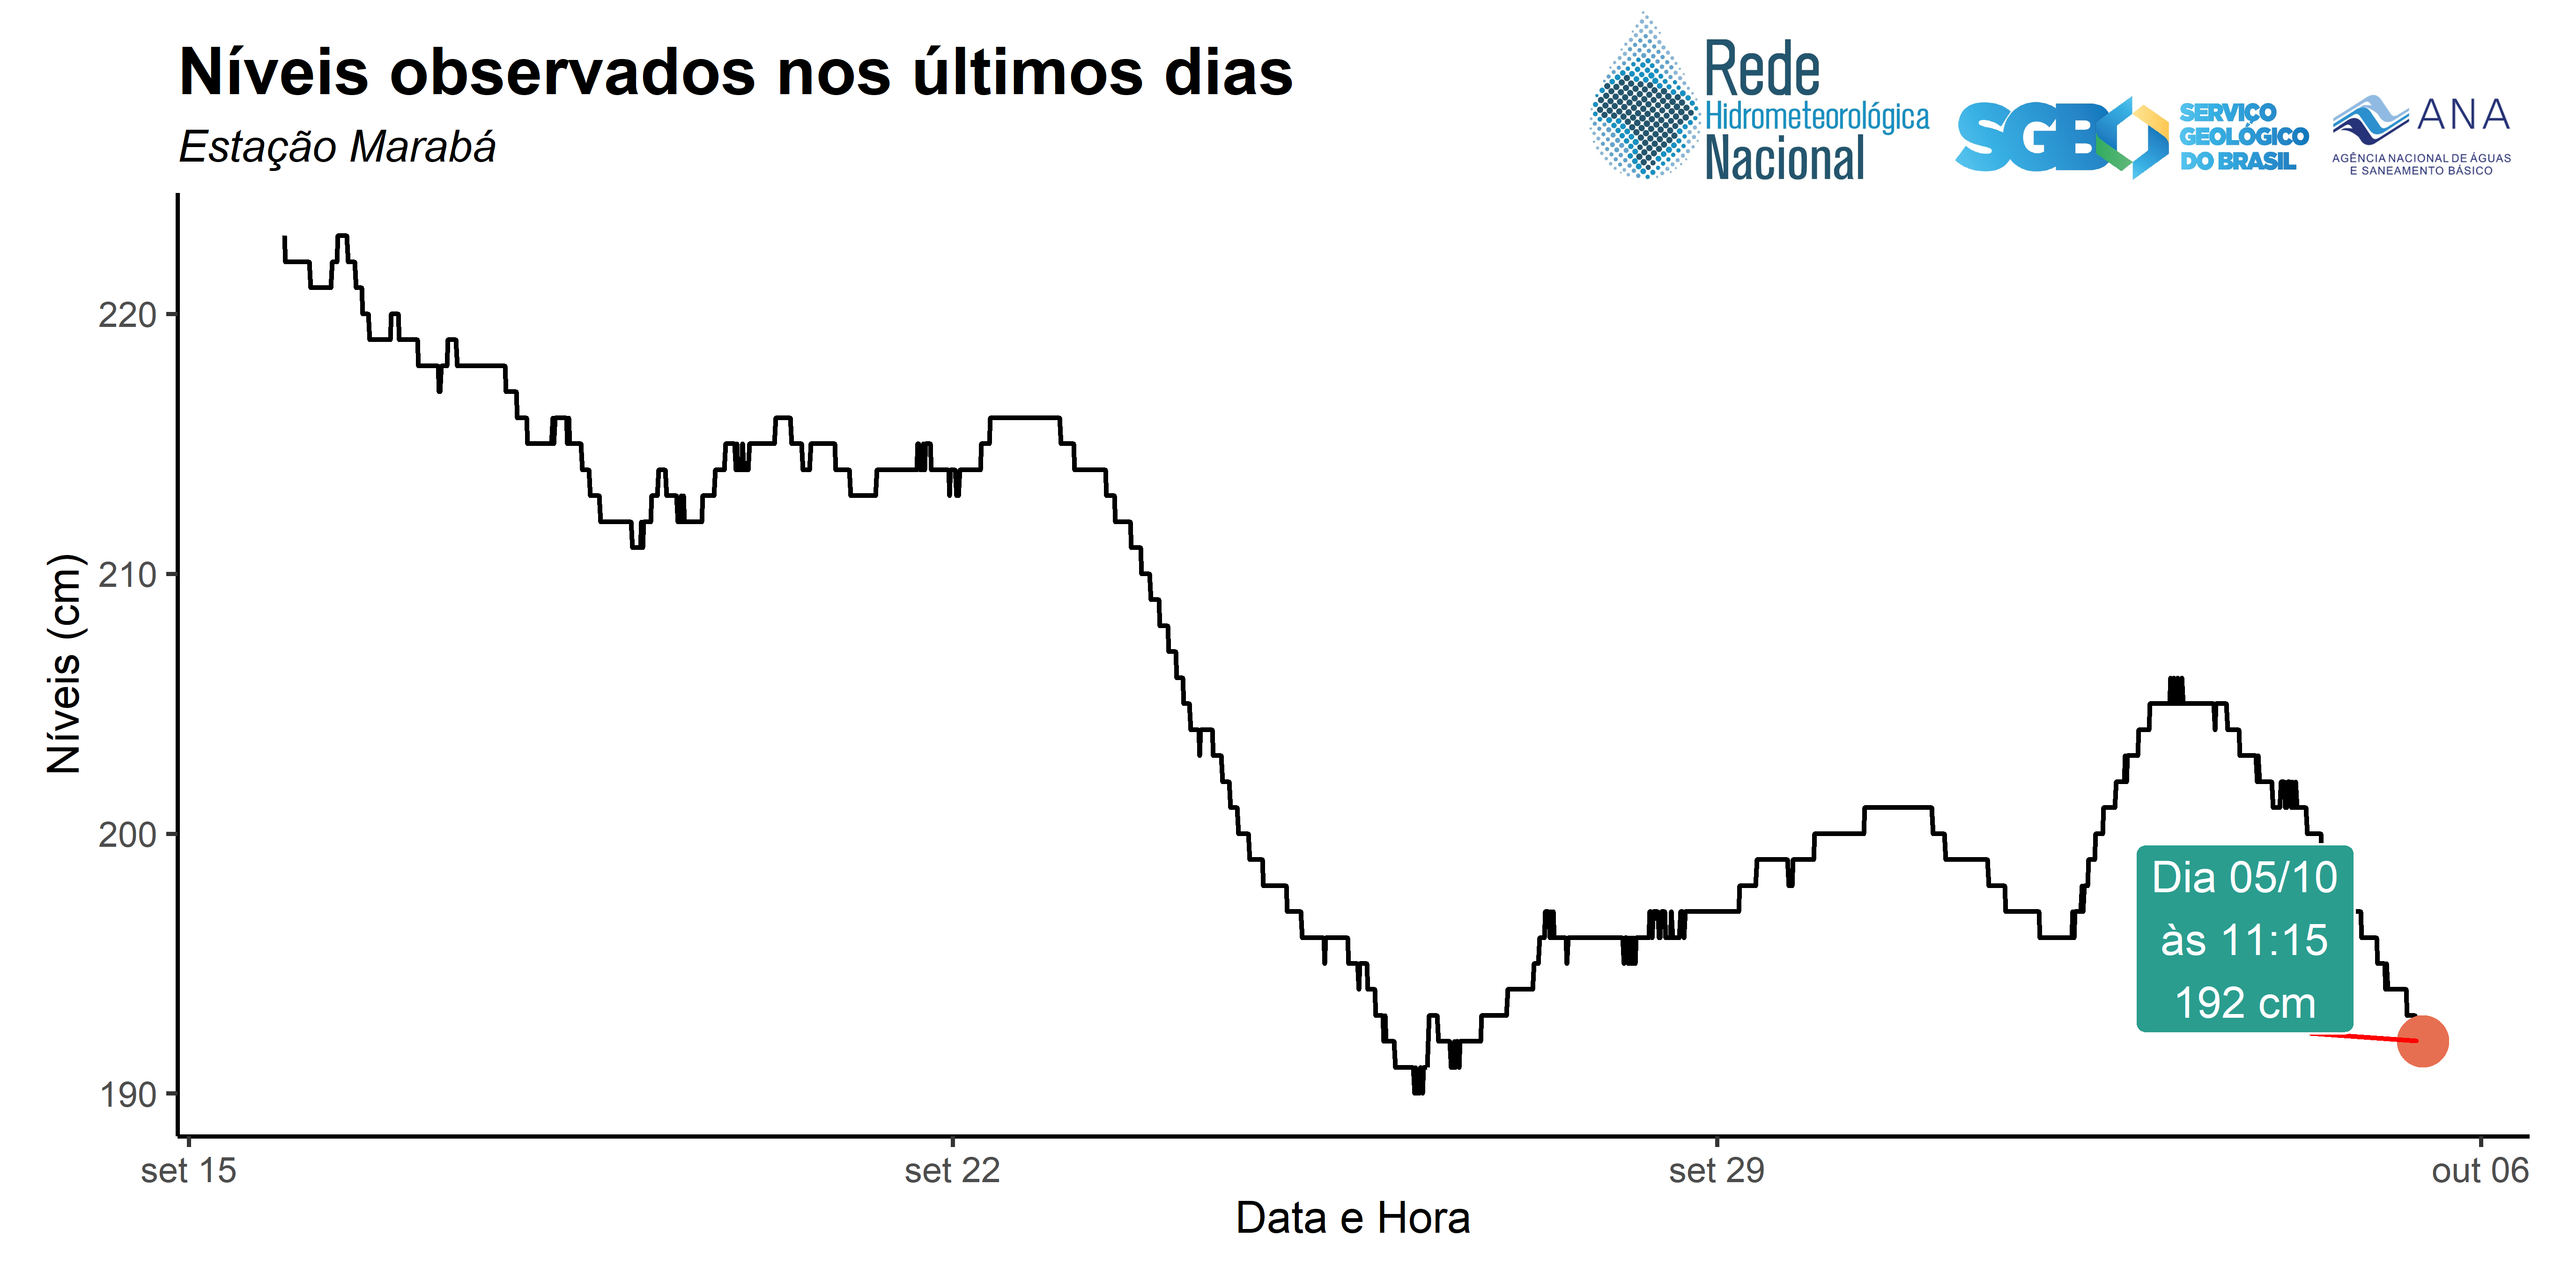 Níveis observados nos últimos dias
Estação Marabá
Rede
Hidrometeorológica
Nacional
SGB
SERVIÇO
GEOLÓGICO
DO BRASIL
ANA
AGÊNCIA NACIONAL DE ÁGUAS
E SANEAMENTO BÁSICO
Níveis (cm)
220
210
200
190
Dia 05/10
às 11:15
192 cm
set 15
set 22
set 29
out 06
Data e Hora